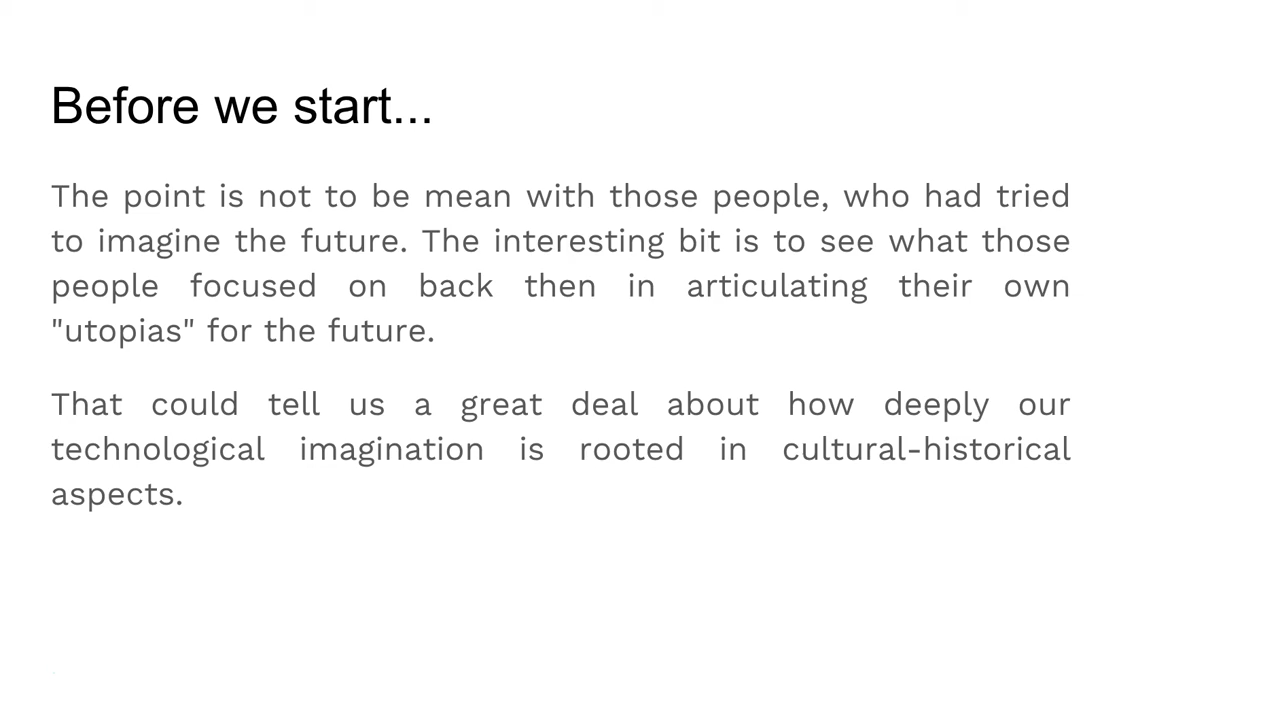 Before we start...
The point is not to be mean with those people, who had tried
to imagine the future. The interesting bit is to see what those
people focused on back then in articulating their own
"utopias" for the future.
That could tell us a great deal about how deeply our
technological imagination is rooted in cultural-historical
aspects.